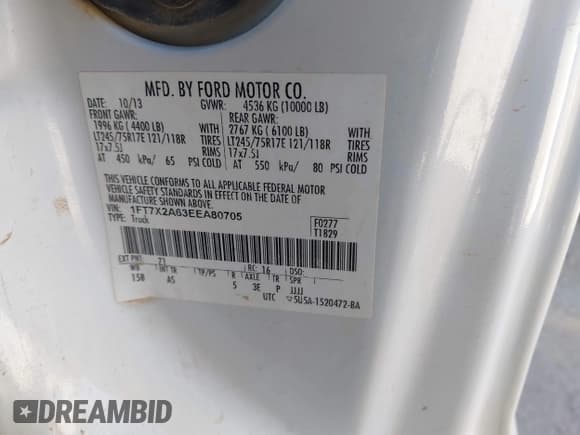 MFD. BY FORD MOTOR CO.
DATE: 10/13 GVWR: 4536 KG (10000 LB)
FRONT GAWR: REAR GAWR:
1996 KG (4400 LB) WITH 2767 KG (6100 LB) WITH
LT245/75R17E 121/118R TIRES LT245/75R17E 121/118R TIRES
17x7.5J RIMS 17x7.5J RIMS
AT 450 kPa/ 65 PSI COLD AT 550 kPa/ 80 PSI COLD
THIS VEHICLE CONFORMS TO ALL APPLICABLE FEDERAL MOTOR
VEHICLE SAFETY STANDARDS IN EFFECT ON THE DATE OF
MANUFACTURE SHOWN ABOVE.
VIN: 1FT7X2A63EEA80705 F0277
TYPE: Truck T1829
EXT PNT: Z1 RC: 16 DSO:
WB INT TR TP/PS R AXLE TR SPR
158 AS 5 3E P JJJJ
UTC 5U5A-1520472-BA
DREAMBID